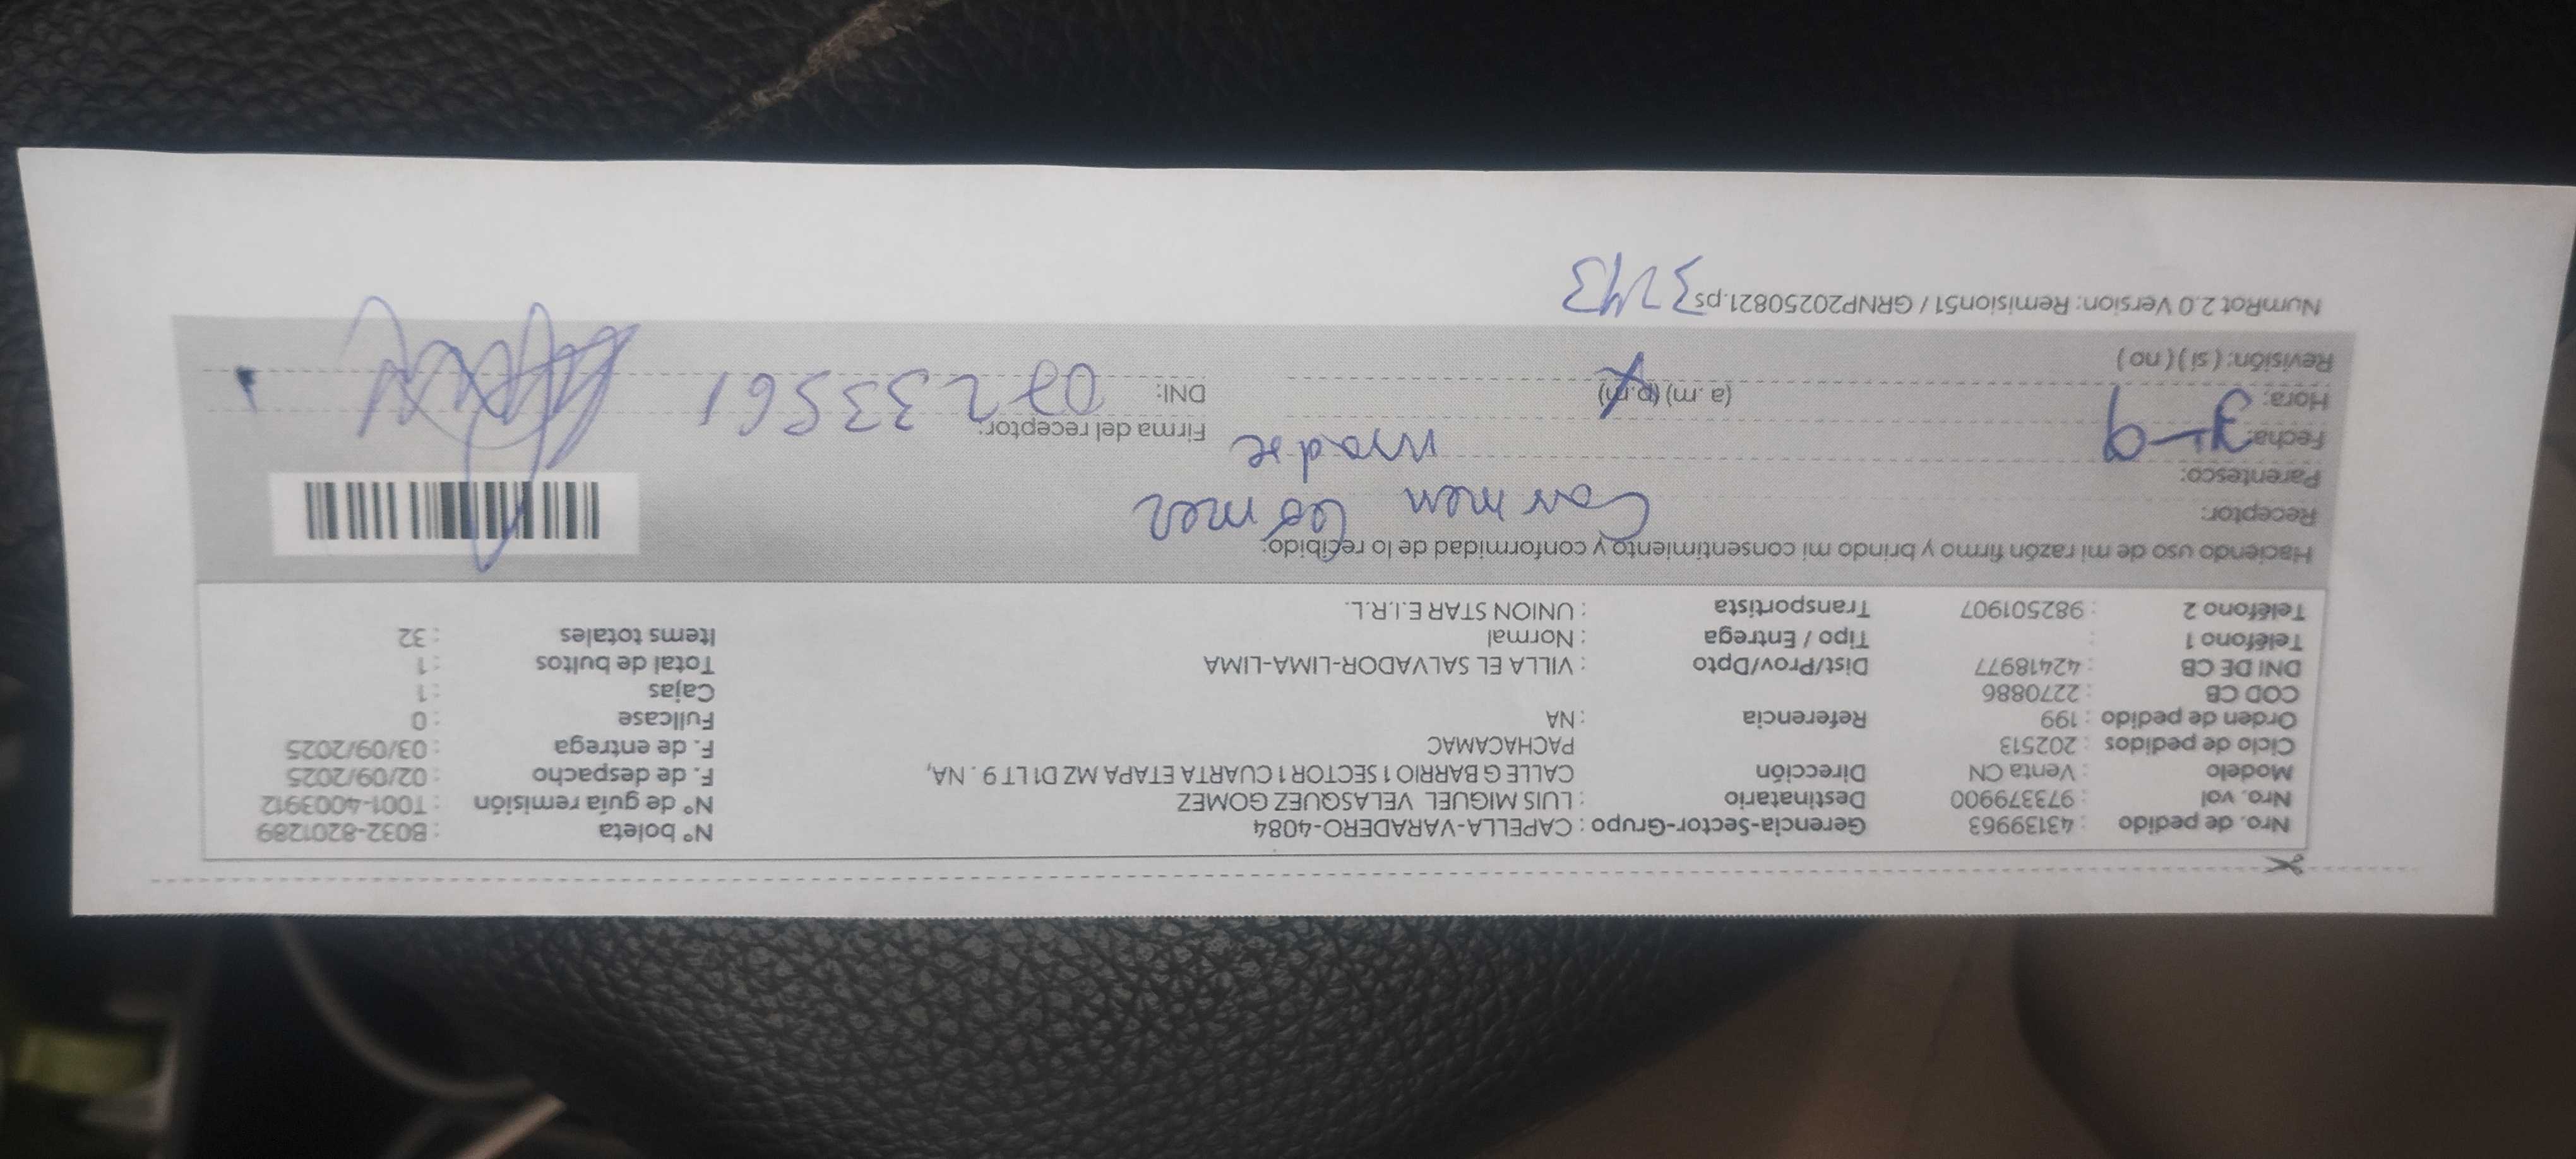 Nro. de pedido : 43139963 Gerencia-Sector-Grupo : CAPELLA-VARADERO-4084 N° boleta : B032-8201289
Nro. vol : 973379900 Destinatario : LUIS MIGUEL VELASQUEZ GOMEZ N° de guía remisión : T001-4003912
Modelo : Venta CN Dirección CALLE G BARRIO 1 SECTOR 1 CUARTA ETAPA MZ D1 LT 9 . NA, F. de despacho : 02/09/2025
Ciclo de pedidos : 202513 PACHACAMAC F. de entrega : 03/09/2025
Orden de pedido : 199 Referencia : NA Fullcase : 0
COD CB : 2270886 Cajas : 1
DNI DE CB : 42418977 Dist/Prov/Dpto : VILLA EL SALVADOR-LIMA-LIMA Total de bultos : 1
Teléfono 1 : Tipo / Entrega : Normal Items totales : 32
Teléfono 2 : 982501907 Transportista : UNION STAR E.I.R.L.
Haciendo uso de mi razón firmo y brindo mi consentimiento y conformidad de lo recibido:
Receptor: Carmen
Parentesco: madre
Fecha: 3-9 Firma del receptor:
Hora: (a.m) (p.m) DNI: 07233561
Revisión: ( si ) ( no )
NumRot 2.0 Version: Remision51 / GRNP20250821.ps